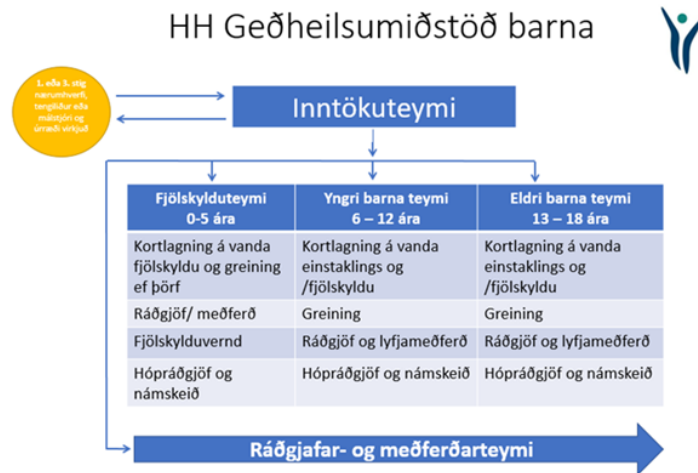 HH Geðheilsumiðstöð barna
1. eða 3. stig
nærumhverfi,
tengiliður eða
málstjóri og
úrræði virkjuð
Inntökuteymi
Fjölskylduteymi
0-5 ára
Yngri barna teymi
6 – 12 ára
Eldri barna teymi
13 – 18 ára
Kortlagning á vanda
fjölskyldu og greining
ef þörf
Kortlagning á vanda
einstaklings og
/fjölskyldu
Kortlagning á vanda
einstaklings og
/fjölskyldu
Ráðgjöf/ meðferð
Greining
Greining
Fjölskylduvernd
Ráðgjöf og lyfjameðferð
Ráðgjöf og lyfjameðferð
Hópráðgjöf og
námskeið
Hópráðgjöf og námskeið
Hópráðgjöf og námskeið
Ráðgjafar- og meðferðarteymi